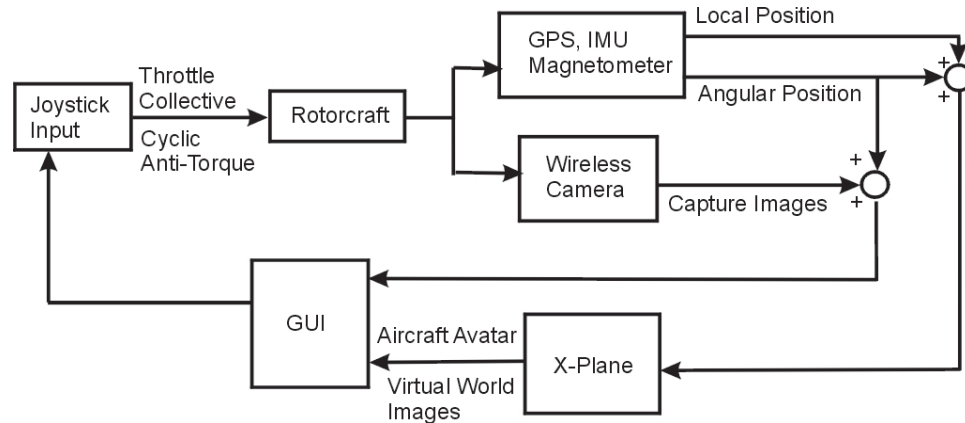 Local Position
GPS, IMU
Magnetometer
Throttle
Collective
Joystick
Input
Rotorcraft
Angular Position
Cyclic
Anti-Torque
+
+
Wireless
Camera
+
+
Capture Images
GUI
Aircraft Avatar
X-Plane
Virtual World
Images